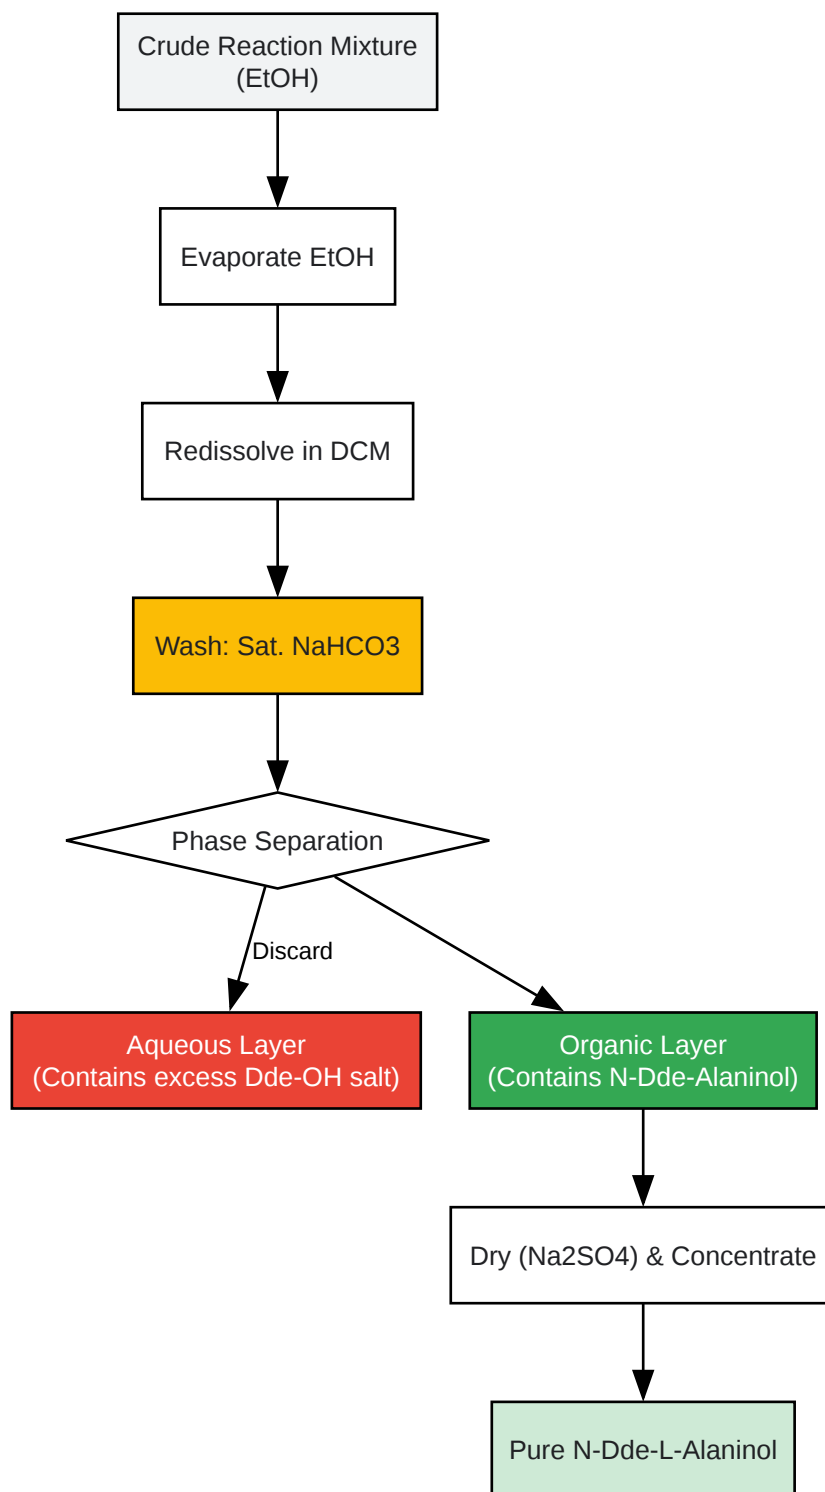 Crude Reaction Mixture
(EtOH)
Evaporate EtOH
Redissolve in DCM
Wash: Sat. NaHCO3
Phase Separation
Discard
Aqueous Layer
(Contains excess Dde-OH salt)
Organic Layer
(Contains N-Dde-Alaninol)
Dry (Na2SO4) & Concentrate
Pure N-Dde-L-Alaninol